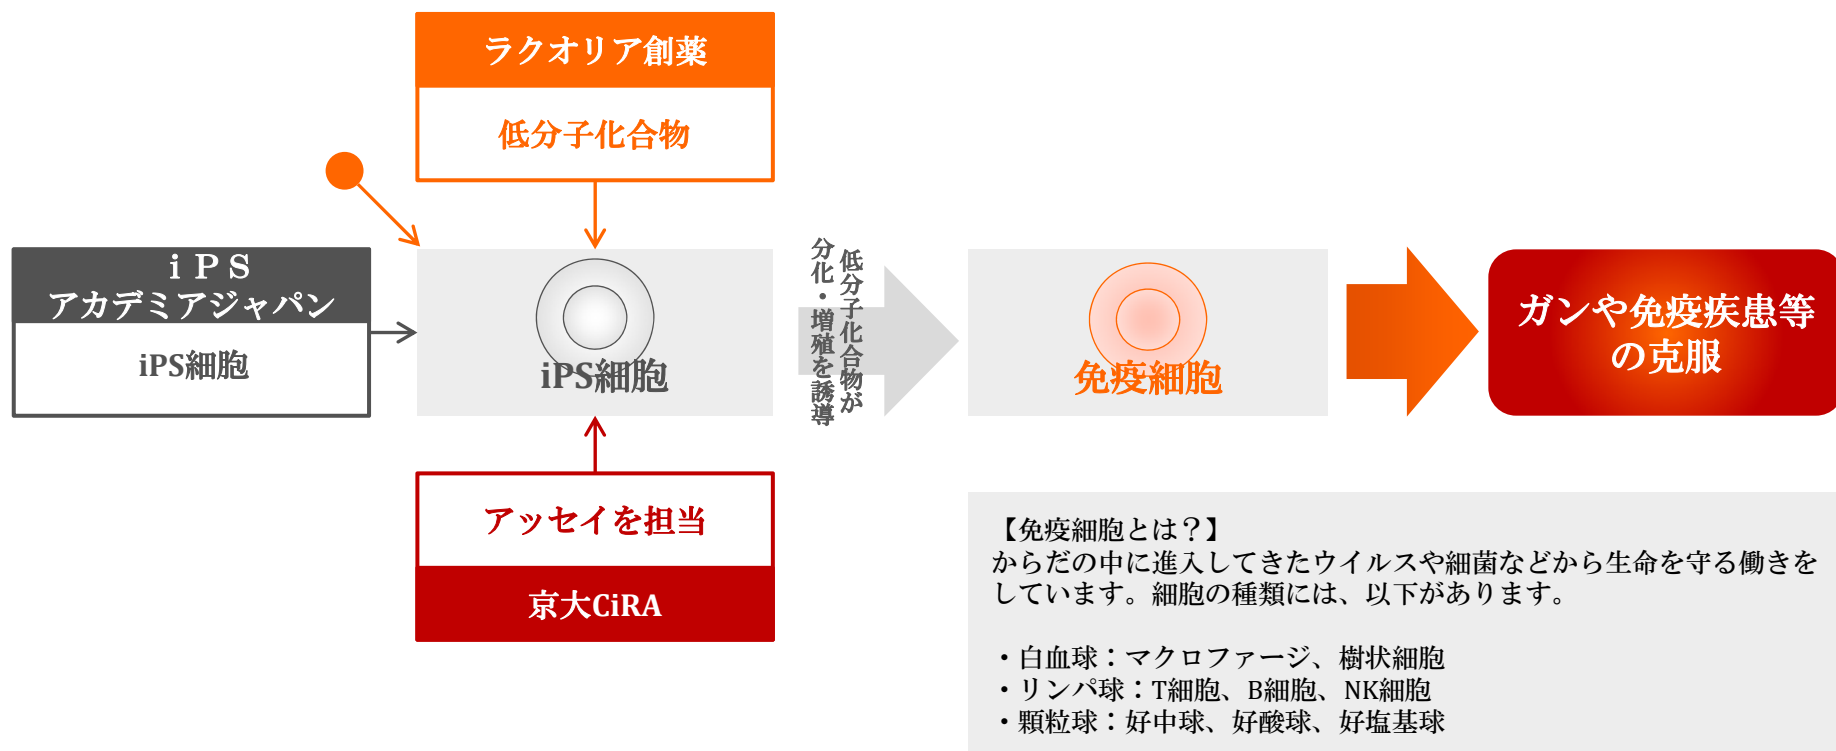 ラクオリア創薬
低分子化合物
ｉＰＳ
アカデミアジャパン
iPS細胞
iPS細胞
低分子化合物が
分化・増殖を誘導
免疫細胞
ガンや免疫疾患等
の克服
アッセイを担当
京大CiRA
【免疫細胞とは？】
からだの中に進入してきたウイルスや細菌などから生命を守る働きを
しています。細胞の種類には、以下があります。
・白血球：マクロファージ、樹状細胞
・リンパ球：T細胞、B細胞、NK細胞
・顆粒球：好中球、好酸球、好塩基球